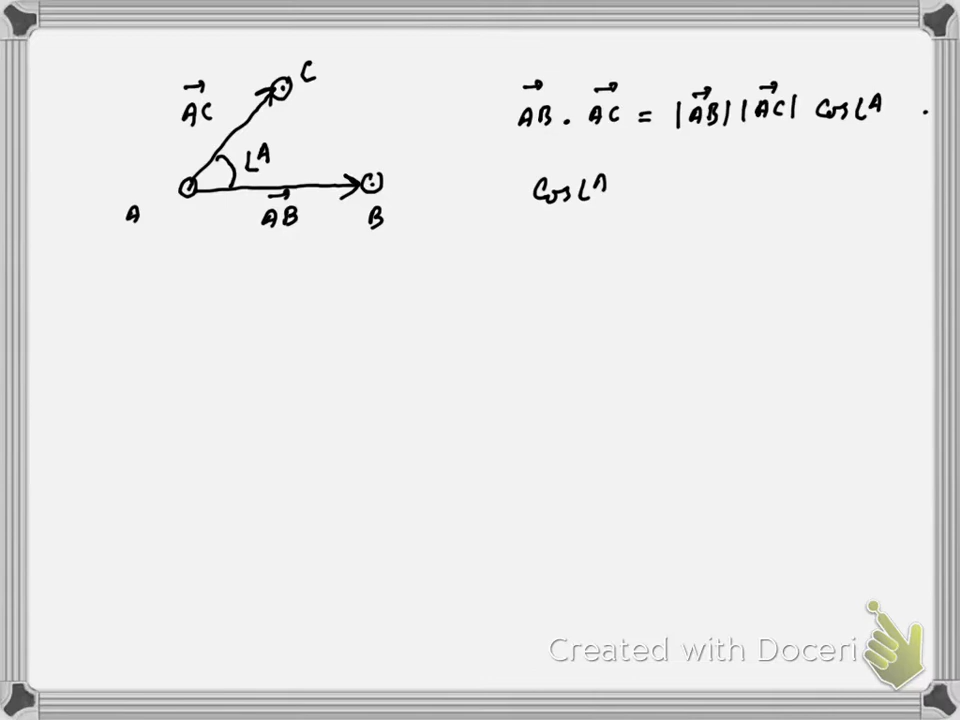 C
→
AC
∠A
→
AB
A
B
→ → → →
AB . AC = |AB| |AC| Cos∠A .
Cos∠A
Created with Doceri